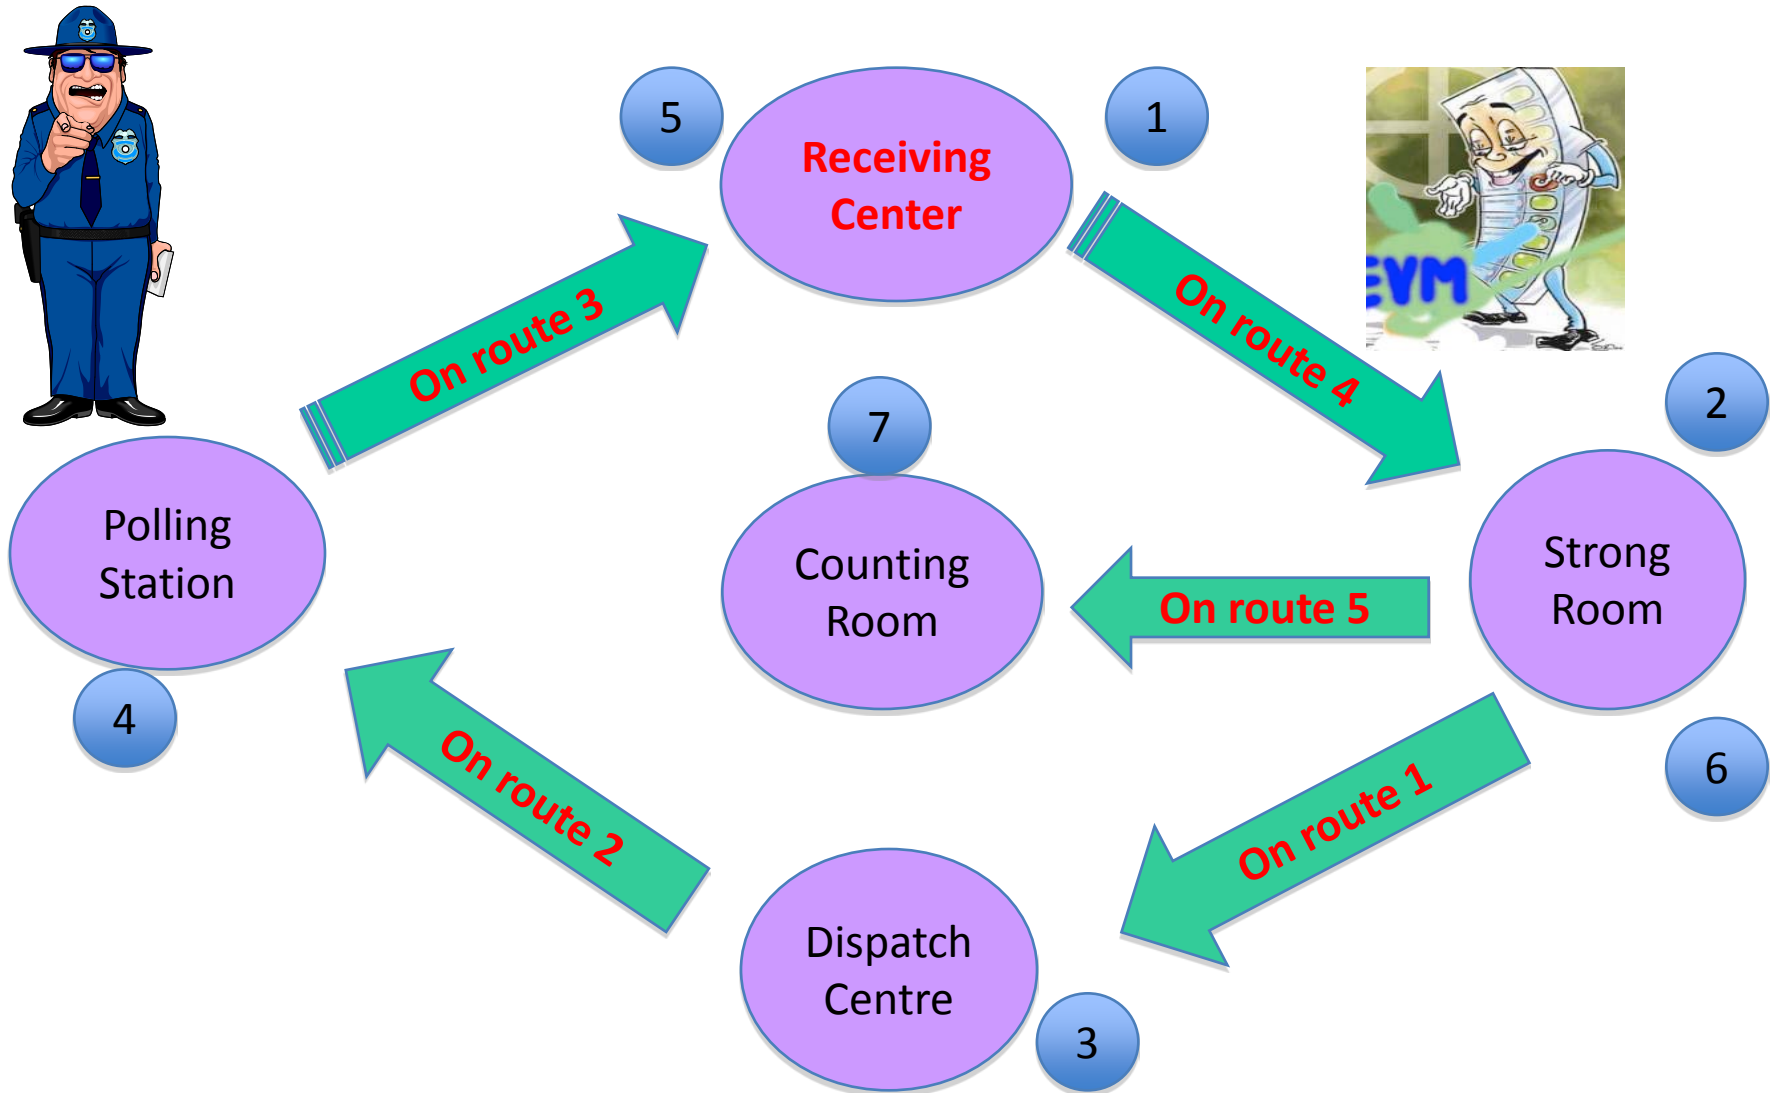 5
Receiving
Center
1
On route 3
On route 4
EVM
2
7
Polling
Station
Counting
Room
On route 5
Strong
Room
4
On route 2
On route 1
6
Dispatch
Centre
3